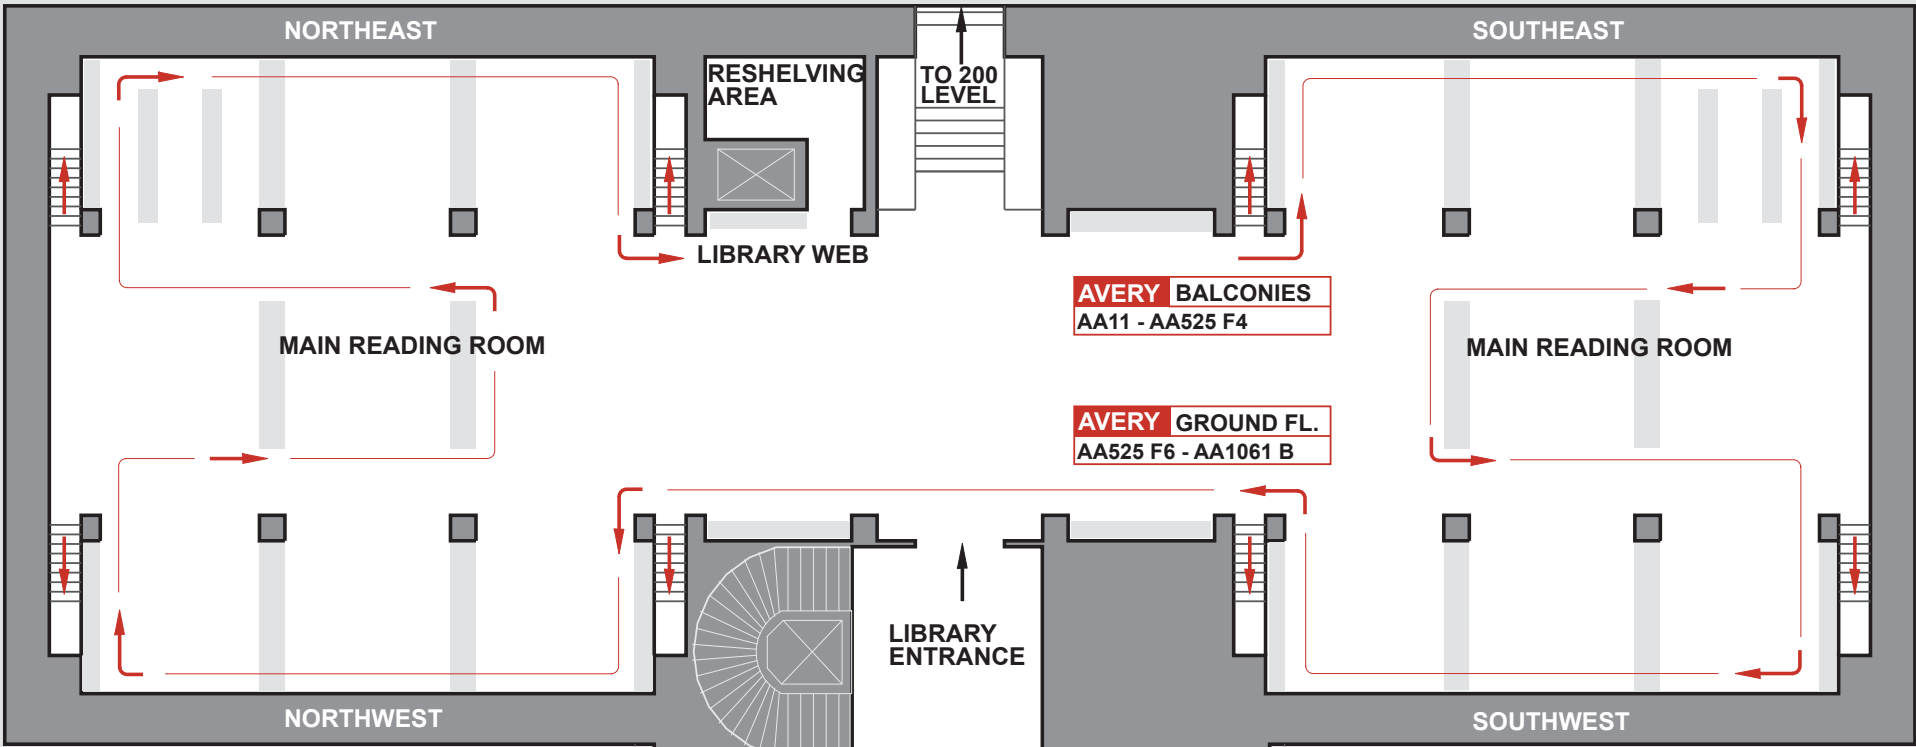 NORTHEAST
SOUTHEAST
RESHELVING
AREA
TO 200
LEVEL
LIBRARY WEB
AVERY BALCONIES
AA11 - AA525 F4
MAIN READING ROOM
MAIN READING ROOM
AVERY GROUND FL.
AA525 F6 - AA1061 B
LIBRARY
ENTRANCE
NORTHWEST
SOUTHWEST